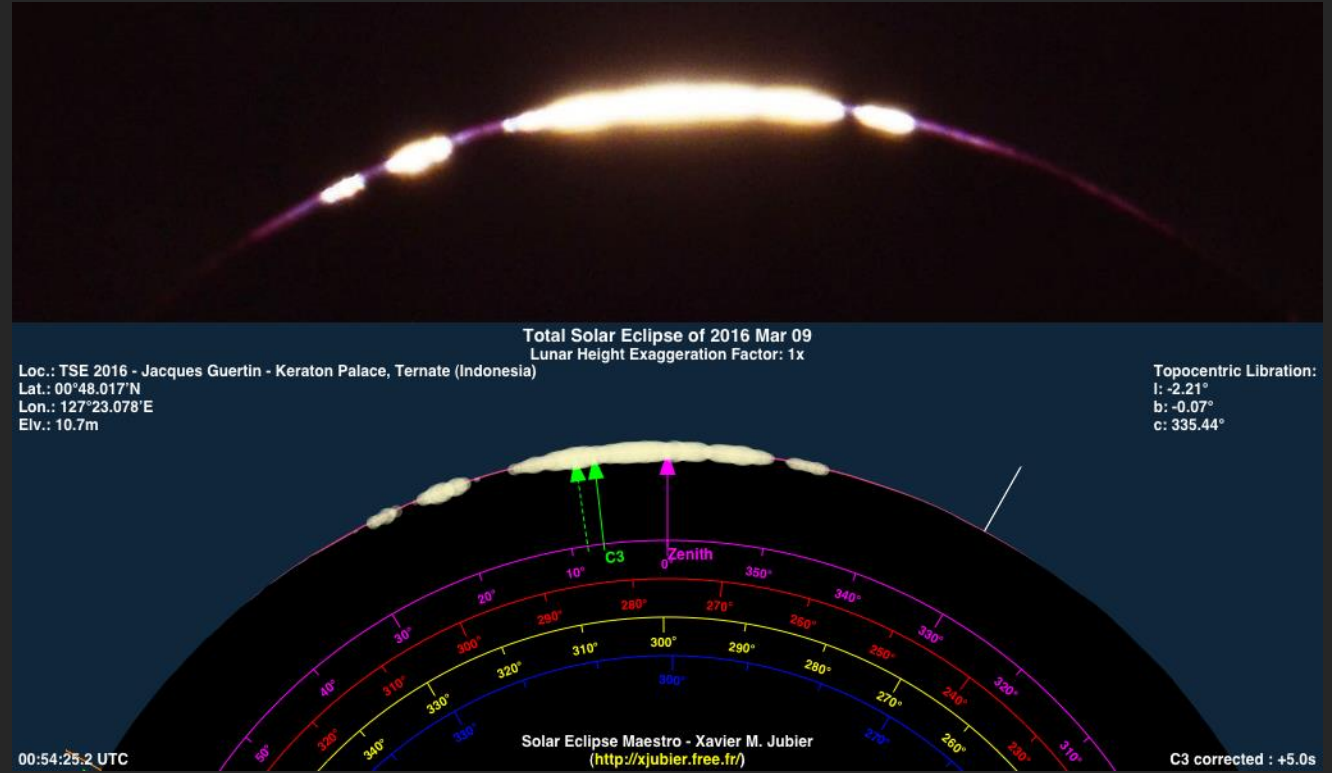 Total Solar Eclipse of 2016 Mar 09
Lunar Height Exaggeration Factor: 1x
Loc.: TSE 2016 - Jacques Guertin - Keraton Palace, Ternate (Indonesia)
Lat.: 00°48.017'N
Lon.: 127°23.078'E
Elv.: 10.7m
Topocentric Libration:
l: -2.21°
b: -0.07°
c: 335.44°
C3
Zenith
50° 40° 30° 20° 10° 0° 350° 340° 330° 320° 310°
320° 310° 300° 290° 280° 270° 260° 250° 240° 230°
340° 330° 320° 310° 300° 290° 280° 270° 260°
330° 300° 270°
Solar Eclipse Maestro - Xavier M. Jubier
(http://xjubier.free.fr/)
00:54:25.2 UTC
C3 corrected : +5.0s